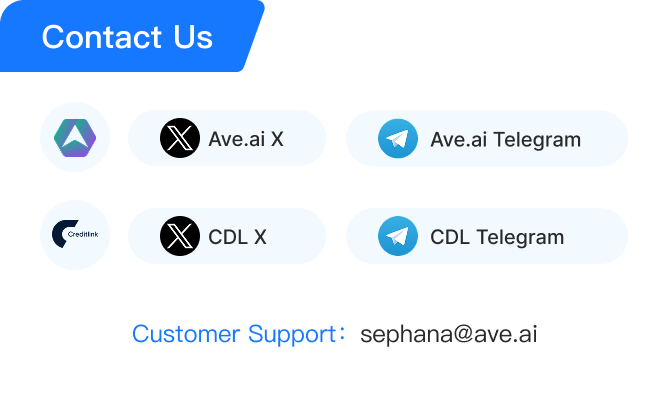 Contact Us
Ave.ai X
Ave.ai Telegram
Creditlink
CDL X
CDL Telegram
Customer Support： sephana@ave.ai